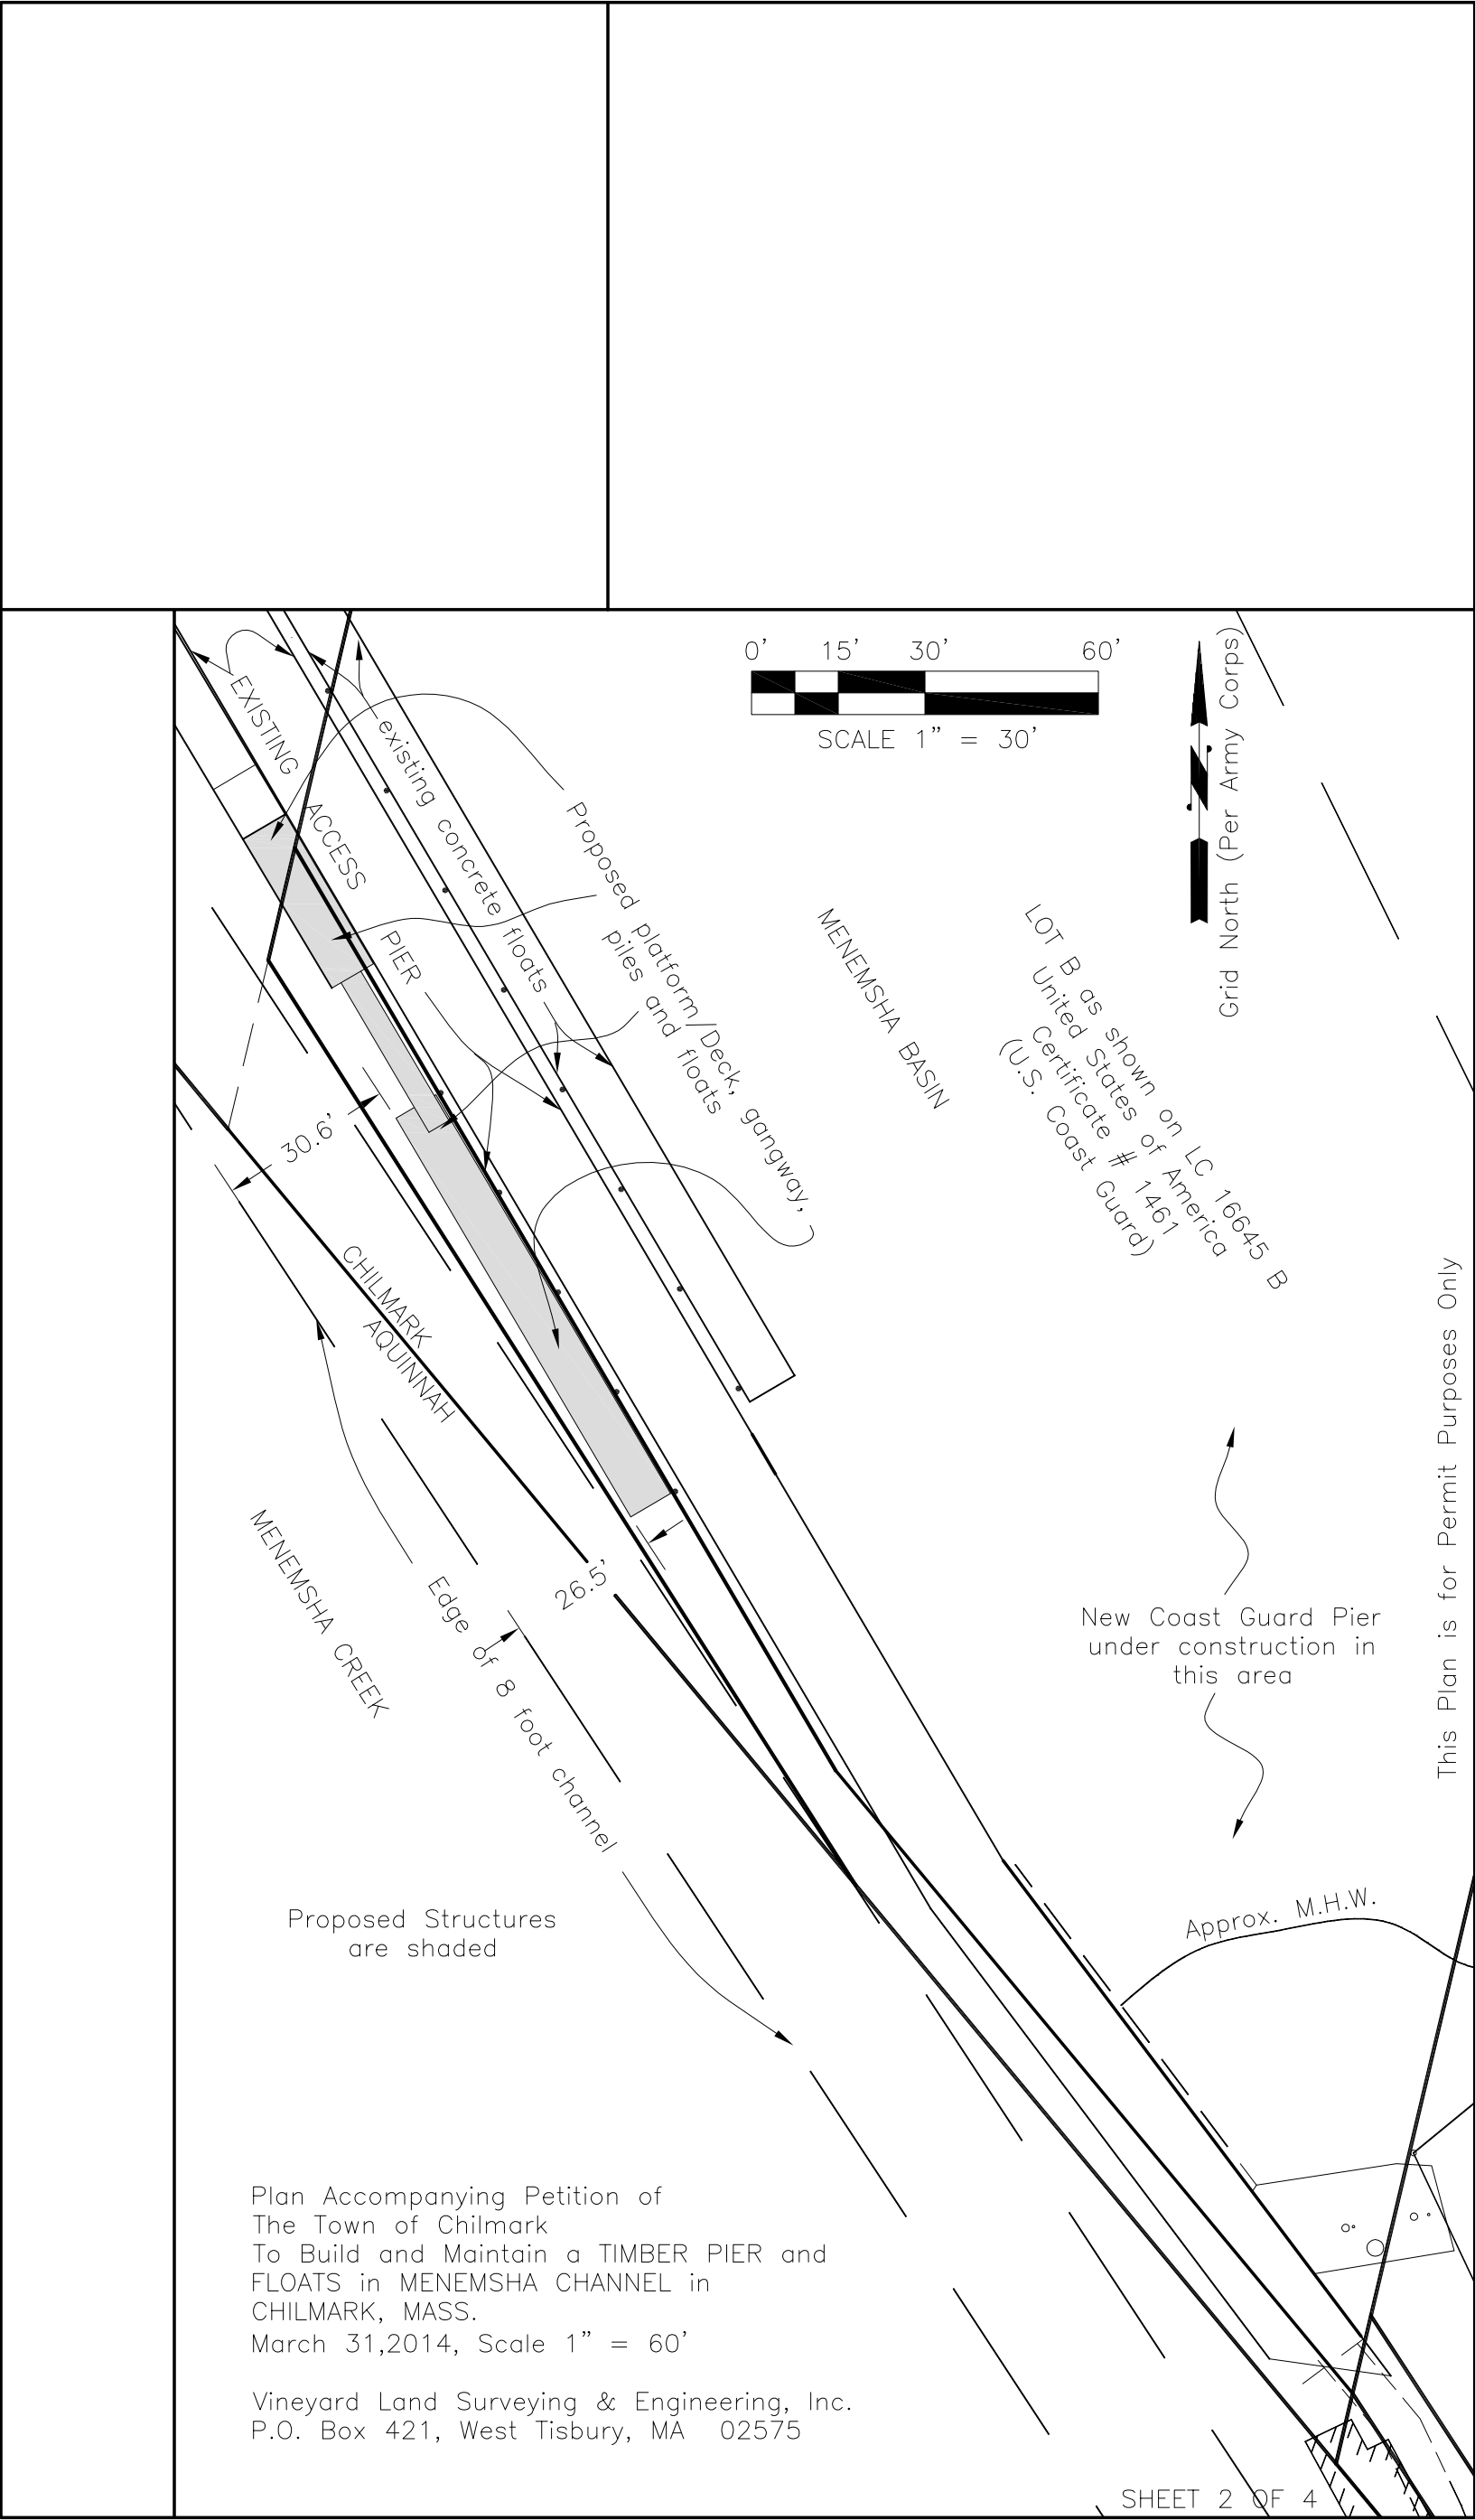 0' 15' 30' 60'
SCALE 1" = 30'
Grid North (Per Army Corps)
EXISTING ACCESS PIER
existing concrete floats
Proposed platform/Deck, gangway,
piles and floats
MENEMSHA BASIN
LOT B as shown on LC 16645 B
United States of America
Certificate # 1461
(U.S. Coast Guard)
30.6'
CHILMARK
AQUINNAH
This Plan is for Permit Purposes Only
MENEMSHA CREEK
26.5'
Edge of 8 foot channel
New Coast Guard Pier
under construction in
this area
Approx. M.H.W.
Proposed Structures
are shaded
Plan Accompanying Petition of
The Town of Chilmark
To Build and Maintain a TIMBER PIER and
FLOATS in MENEMSHA CHANNEL in
CHILMARK, MASS.
March 31,2014, Scale 1" = 60'
Vineyard Land Surveying & Engineering, Inc.
P.O. Box 421, West Tisbury, MA 02575
SHEET 2 OF 4